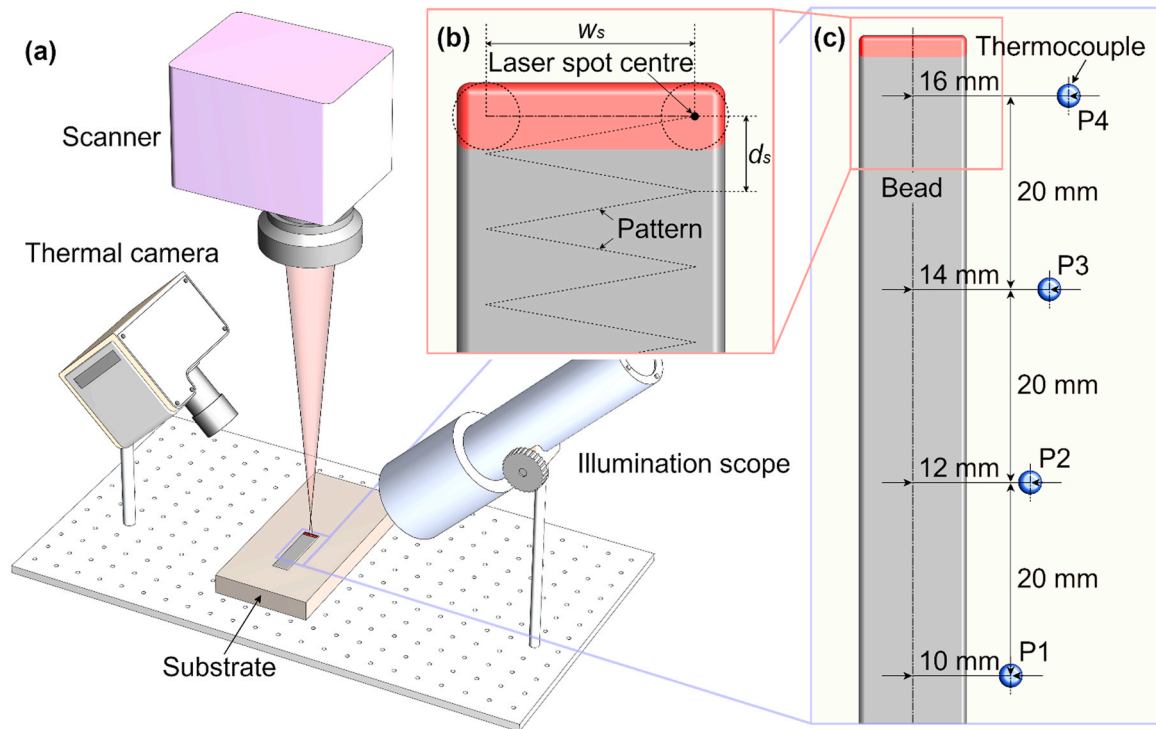 (a)
Scanner
Thermal camera
Illumination scope
Substrate
(b)
Ws
Laser spot centre
ds
Pattern
(c)
Thermocouple
16 mm
P4
20 mm
Bead
14 mm
P3
20 mm
12 mm
P2
20 mm
10 mm
P1